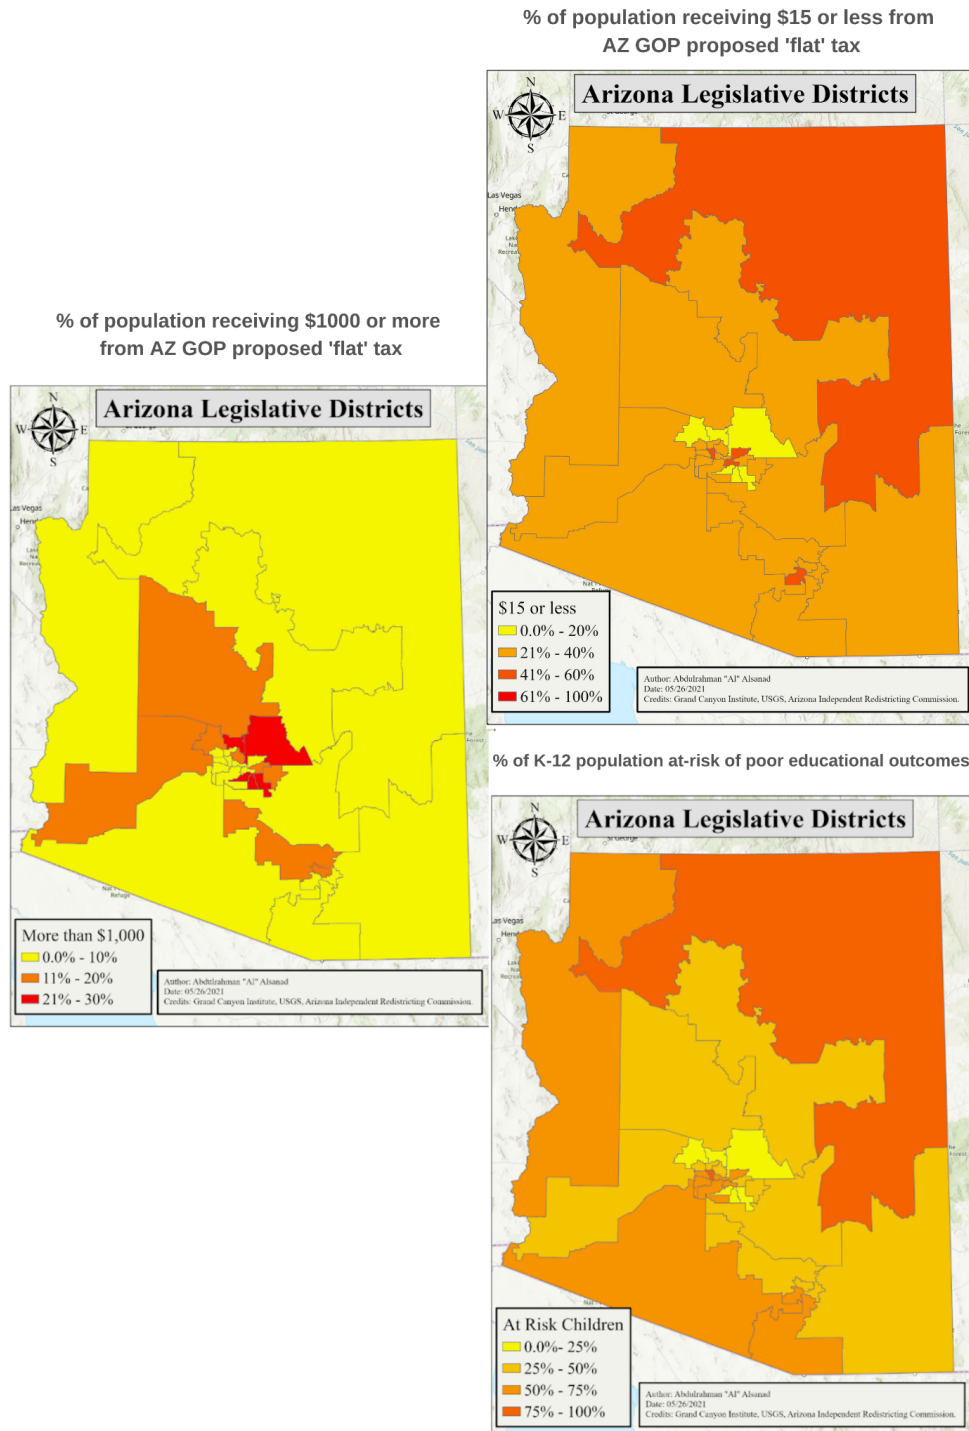 % of population receiving $15 or less from
AZ GOP proposed 'flat' tax
Arizona Legislative Districts
N
W
E
S
Las Vegas
$15 or less
0.0% - 20%
21% - 40%
41% - 60%
61% - 100%
Author: Abdulrahman "Al" Alsanad
Date: 05/26/2021
Credits: Grand Canyon Institute, USGS, Arizona Independent Redistricting Commission.
% of population receiving $1000 or more
from AZ GOP proposed 'flat' tax
Arizona Legislative Districts
N
W
E
S
as Vegas
Refuge
More than $1,000
0.0% - 10%
11% - 20%
21% - 30%
Author: Abdulrahman "Al" Alsanad
Date: 05/26/2021
Credits: Grand Canyon Institute, USGS, Arizona Independent Redistricting Commission.
% of K-12 population at-risk of poor educational outcomes
Arizona Legislative Districts
N
W
E
S
St George
as Vegas
At Risk Children
0.0%- 25%
25% - 50%
50% - 75%
75% - 100%
Author: Abdulrahman "Al" Alsanad
Date: 05/26/2021
Credits: Grand Canyon Institute, USGS, Arizona Independent Redistricting Commission.